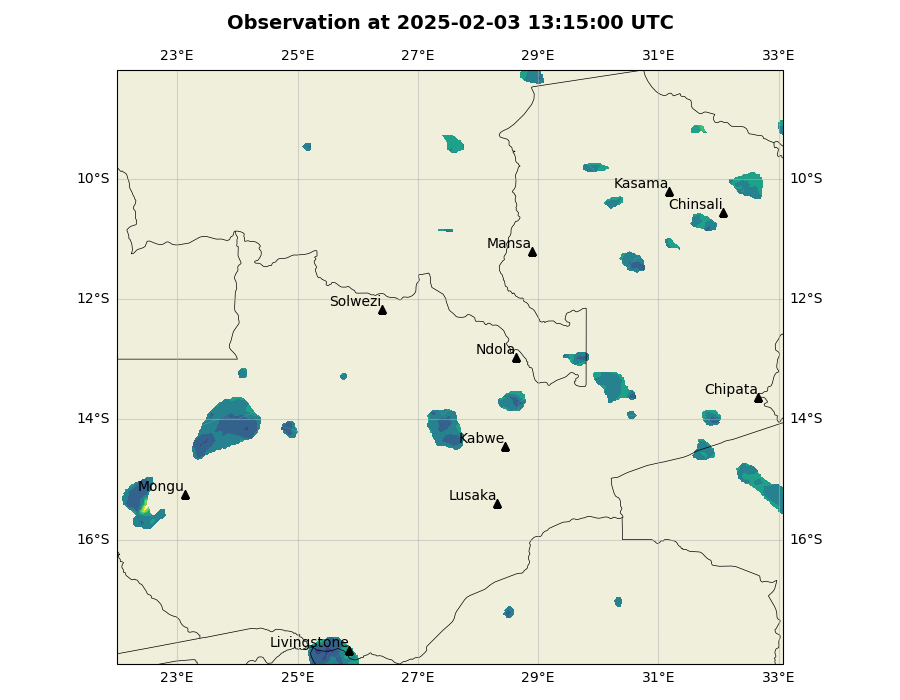 Observation at 2025-02-03 13:15:00 UTC
23°E 25°E 27°E 29°E 31°E 33°E
10°S 10°S
Kasama
Chinsali
Mansa
12°S 12°S
Solwezi
Ndola
Chipata
14°S 14°S
Kabwe
Mongu
Lusaka
16°S 16°S
Livingstone
23°E 25°E 27°E 29°E 31°E 33°E